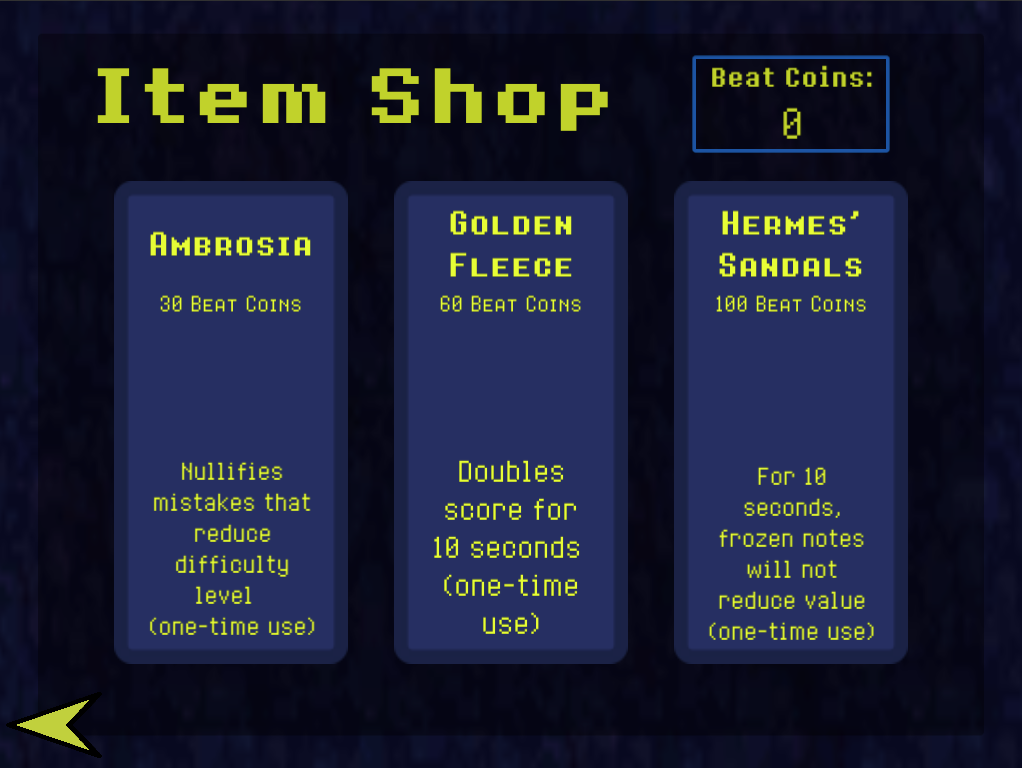 Item Shop
Beat Coins:
0
Ambrosia
30 Beat Coins
Nullifies
mistakes that
reduce
difficulty
level
(one-time use)
Golden
Fleece
60 Beat Coins
Doubles
score for
10 seconds
(one-time
use)
Hermes'
Sandals
100 Beat Coins
For 10
seconds,
frozen notes
will not
reduce value
(one-time use)